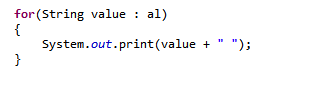 for(String value : al)
{
    System.out.print(value + " ");
}